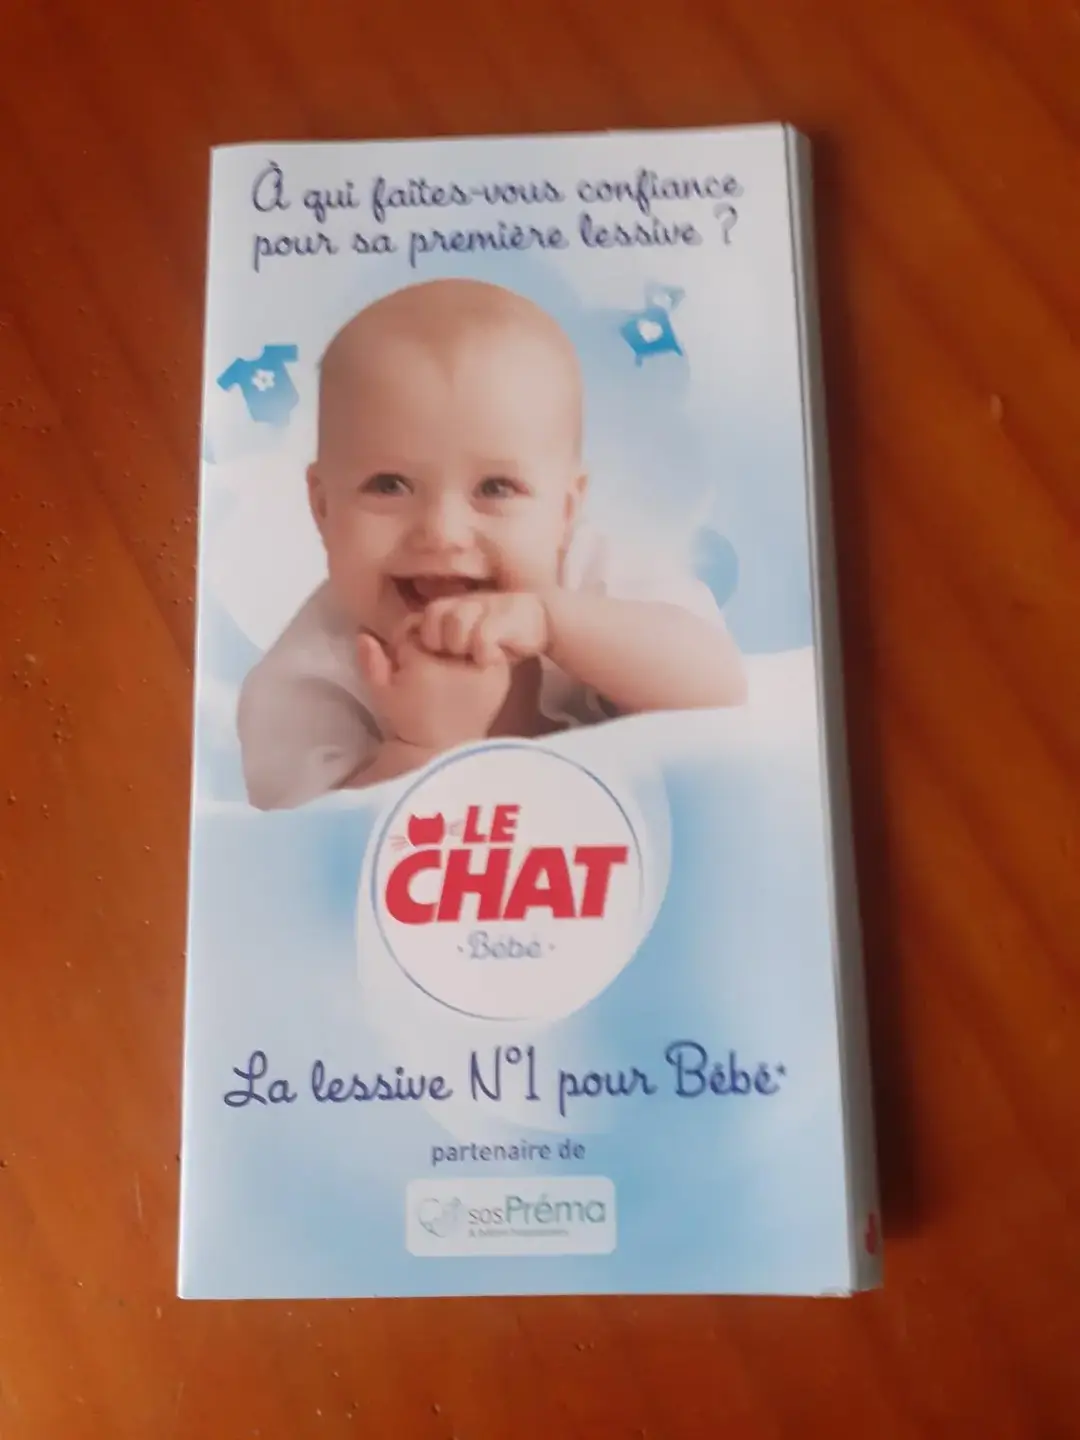 À qui faites-vous confiance
pour sa première lessive ?
LE
CHAT
·Bébé·
La lessive N°1 pour Bébé*
partenaire de
sosPréma